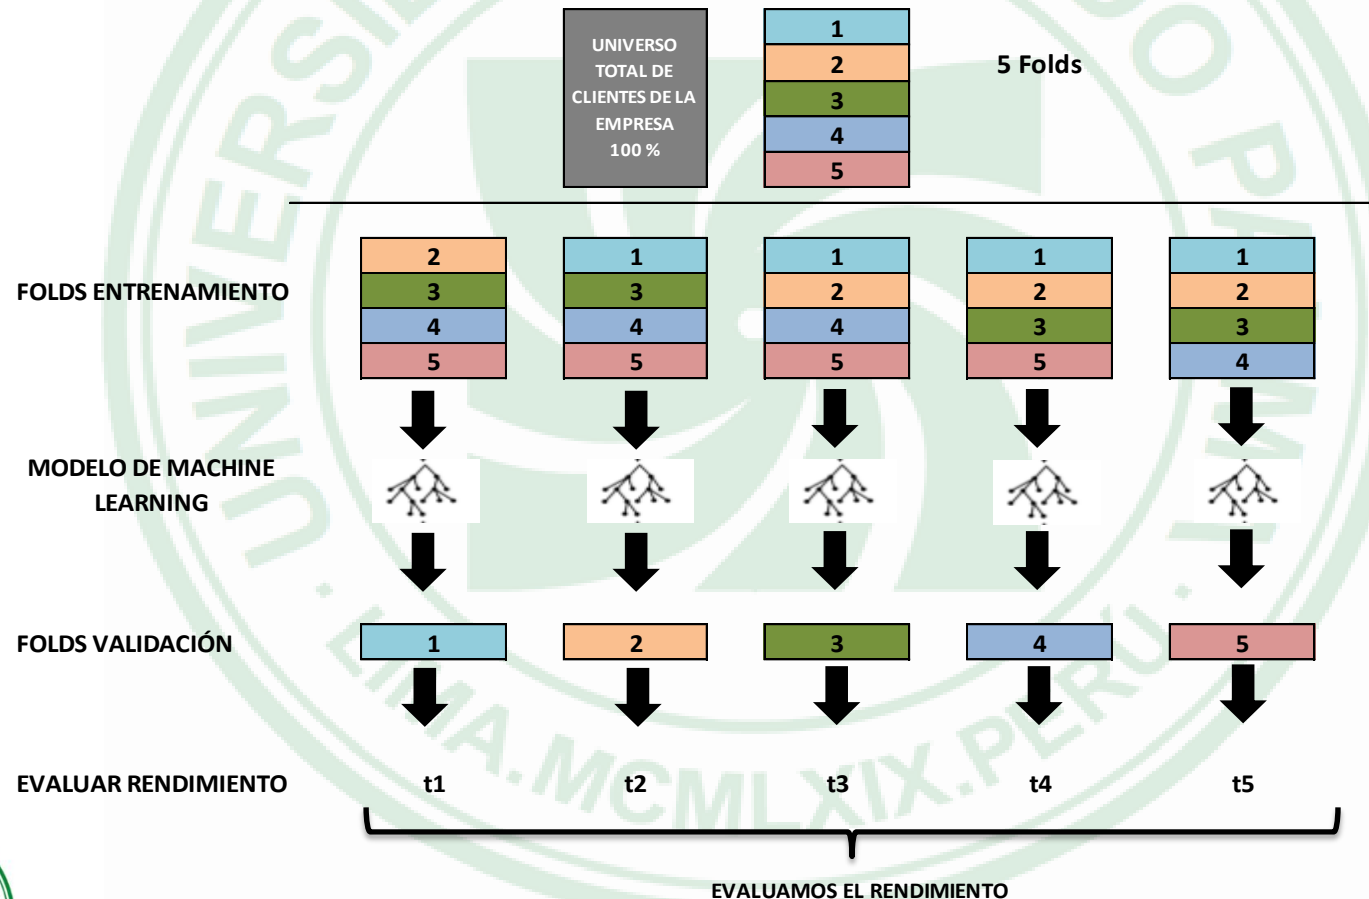 UNIVERSO
TOTAL DE
CLIENTES DE LA
EMPRESA
100 %
1
2
3
4
5
5 Folds
FOLDS ENTRENAMIENTO
2
3
4
5
1
3
4
5
1
2
4
5
1
2
3
5
1
2
3
4
MODELO DE MACHINE
LEARNING
FOLDS VALIDACIÓN
1
2
3
4
5
EVALUAR RENDIMIENTO
t1
t2
t3
t4
t5
EVALUAMOS EL RENDIMIENTO
LIMA.MCMLXIX.PERÚ.